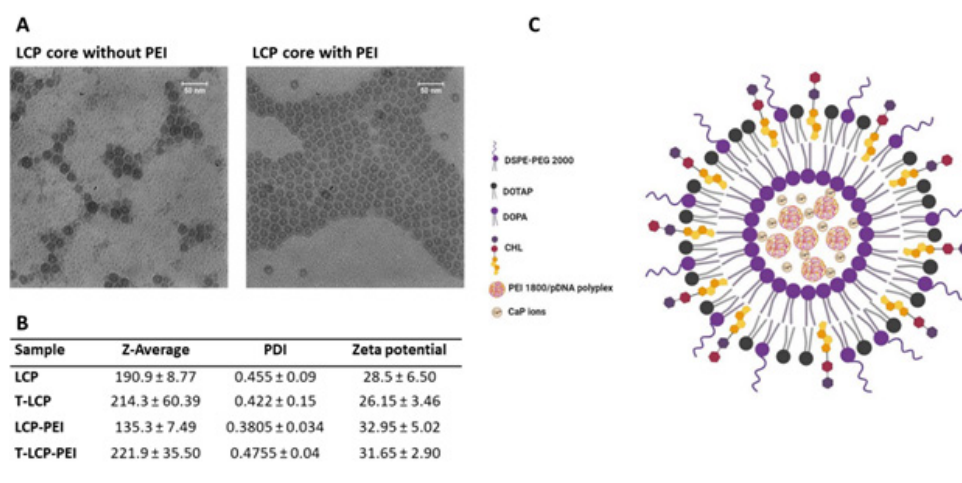 A
LCP core without PEI
LCP core with PEI
50 nm
50 nm
B
Sample Z-Average PDI Zeta potential
LCP 190.9 ± 8.77 0.455 ± 0.09 28.5 ± 6.50
T-LCP 214.3 ± 60.39 0.422 ± 0.15 26.15 ± 3.46
LCP-PEI 135.3 ± 7.49 0.3805 ± 0.034 32.95 ± 5.02
T-LCP-PEI 221.9 ± 35.50 0.4755 ± 0.04 31.65 ± 2.90
C
DSPE-PEG 2000
DOTAP
DOPA
CHL
PEI 1800/pDNA polyplex
CaP ions